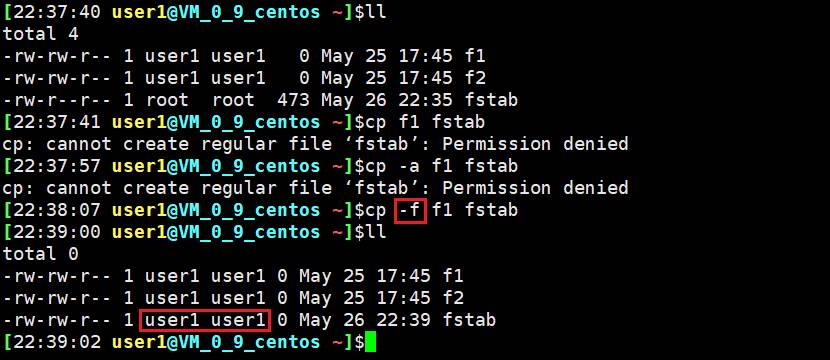 [22:37:40 user1@VM_0_9_centos ~]$ll
total 4
-rw-rw-r-- 1 user1 user1   0 May 25 17:45 f1
-rw-rw-r-- 1 user1 user1   0 May 25 17:45 f2
-rw-r--r-- 1 root  root  473 May 26 22:35 fstab
[22:37:41 user1@VM_0_9_centos ~]$cp f1 fstab
cp: cannot create regular file ‘fstab’: Permission denied
[22:37:57 user1@VM_0_9_centos ~]$cp -a f1 fstab
cp: cannot create regular file ‘fstab’: Permission denied
[22:38:07 user1@VM_0_9_centos ~]$cp -f f1 fstab
[22:39:00 user1@VM_0_9_centos ~]$ll
total 0
-rw-rw-r-- 1 user1 user1 0 May 25 17:45 f1
-rw-rw-r-- 1 user1 user1 0 May 25 17:45 f2
-rw-rw-r-- 1 user1 user1 0 May 26 22:39 fstab
[22:39:02 user1@VM_0_9_centos ~]$